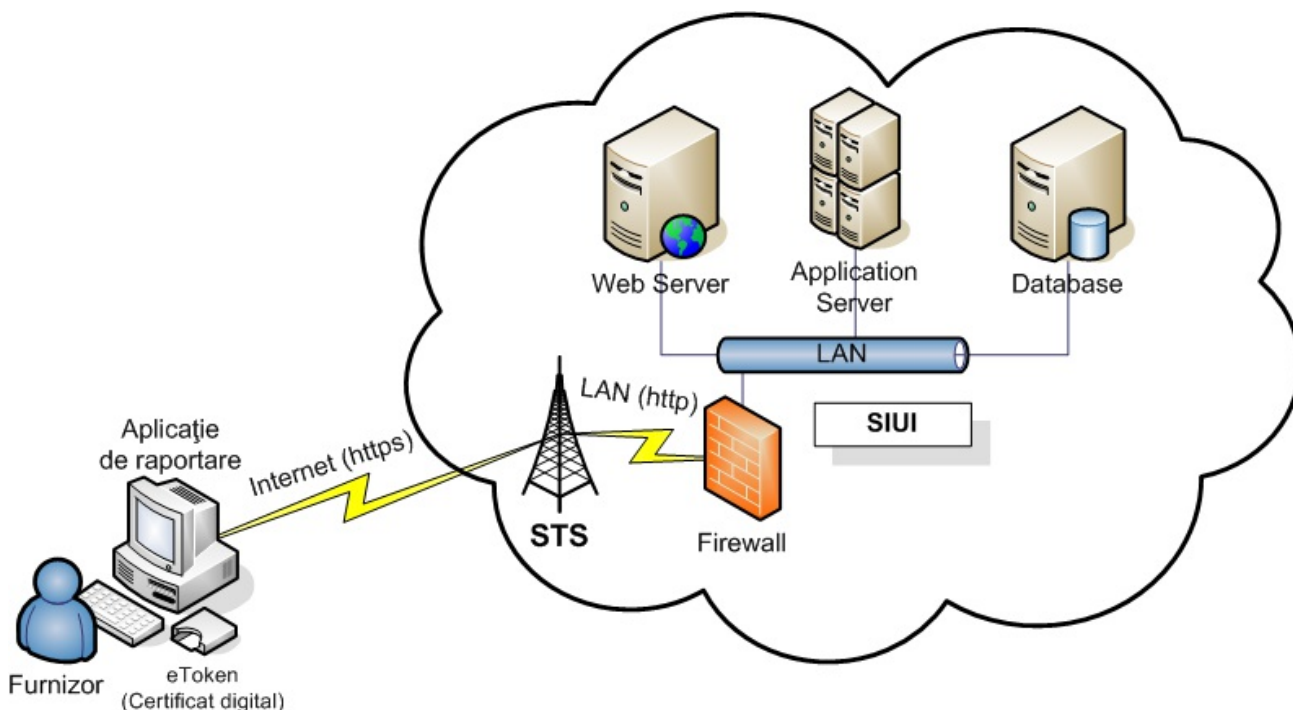 Web Server
Application
Server
Database
LAN
LAN (http)
SIUI
Aplicaţie
de raportare
Internet (https)
STS
Firewall
Furnizor
eToken
(Certificat digital)